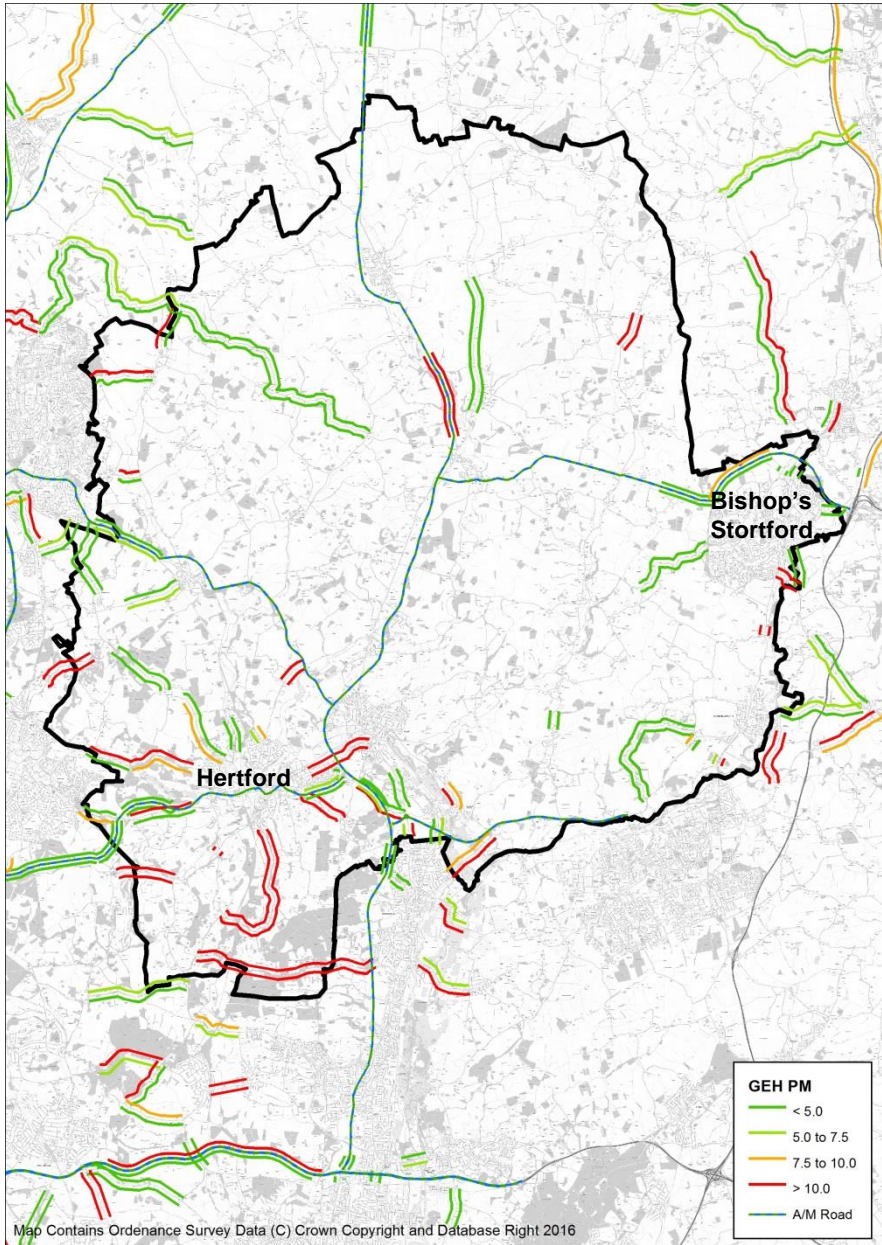 Bishop's
Stortford
Hertford
GEH PM
< 5.0
5.0 to 7.5
7.5 to 10.0
> 10.0
A/M Road
Map Contains Ordenance Survey Data (C) Crown Copyright and Database Right 2016